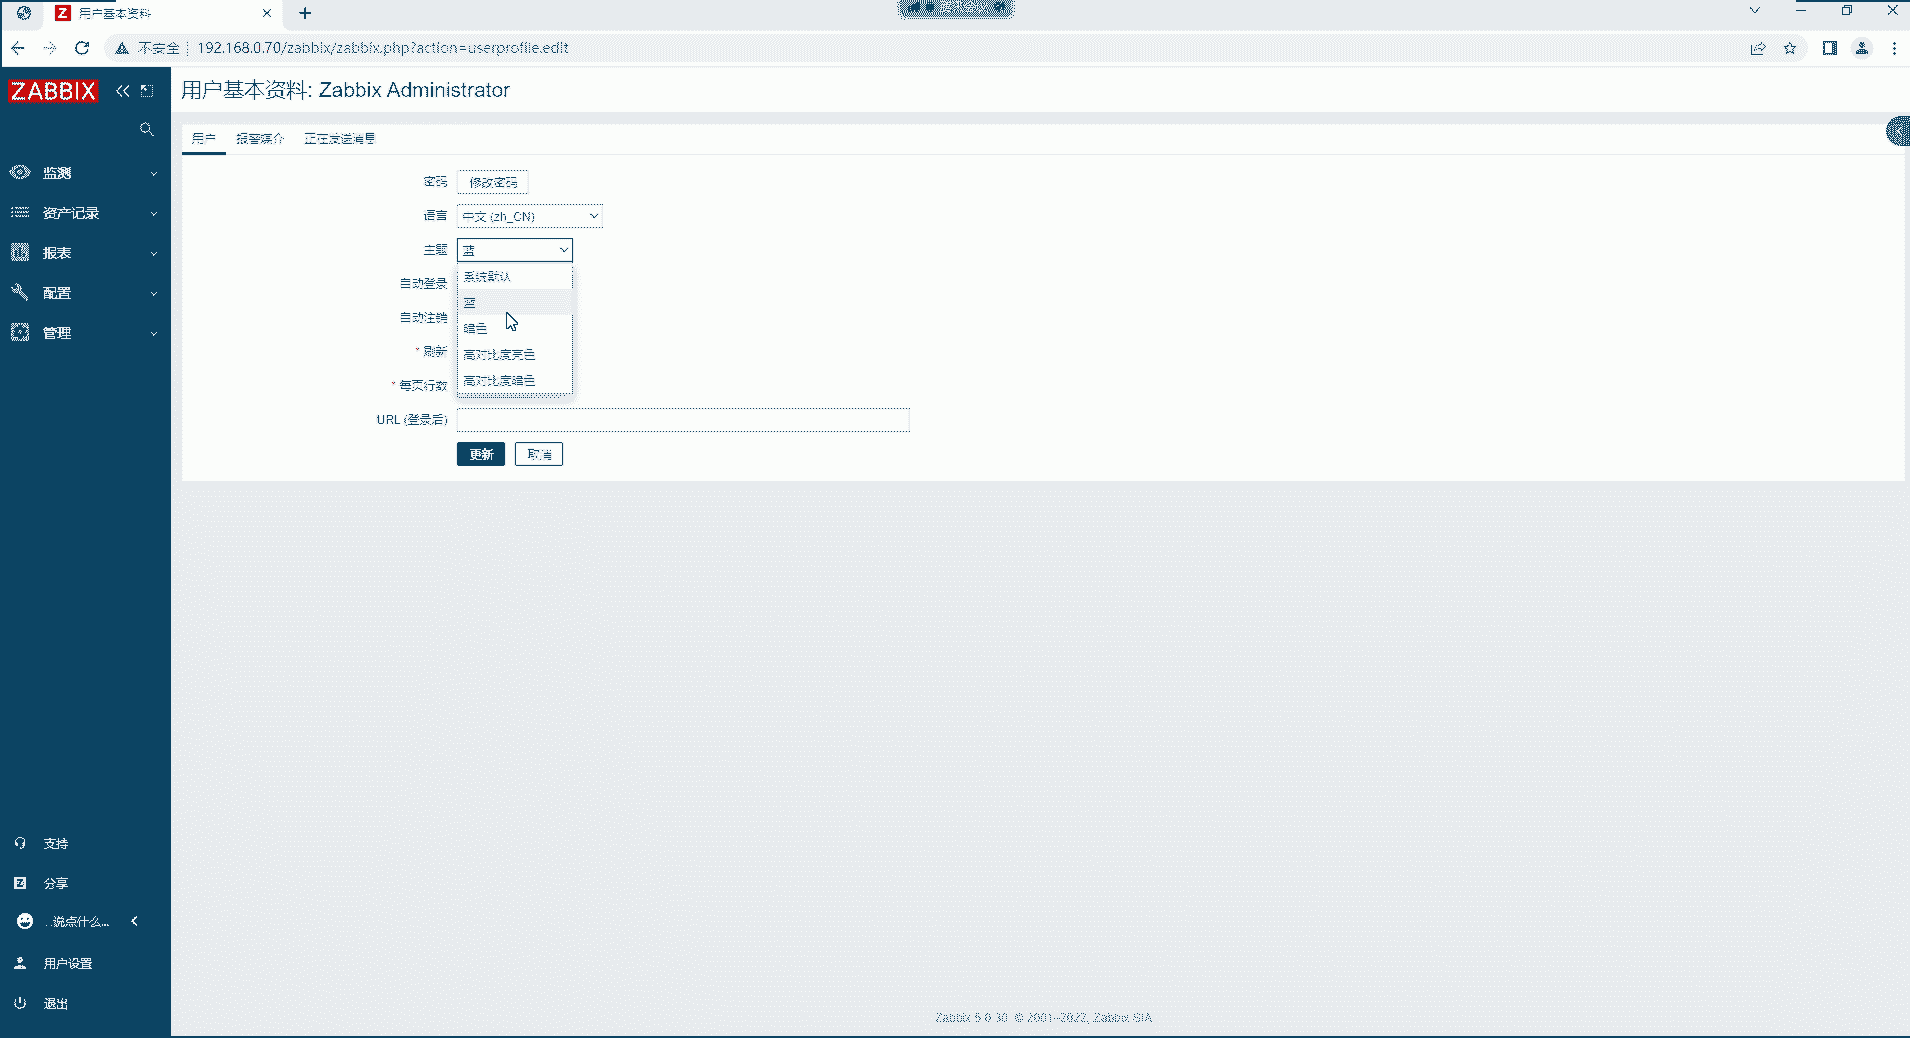 用户基本资料
不安全 192.168.0.70/zabbix/zabbix.php?action=userprofile.edit
ZABBIX
用户基本资料: Zabbix Administrator
用户 报警媒介 正在发送消息
监测
资产记录
报表
配置
管理
密码 修改密码
语言 中文 (zh_CN)
主题 蓝
系统默认
自动登录
蓝
自动注销
暗色
* 刷新
高对比度亮色
高对比度暗色
* 每页行数
URL (登录后)
更新 取消
支持
分享
说点什么...
用户设置
退出
Zabbix 5.0.30. © 2001–2022, Zabbix SIA